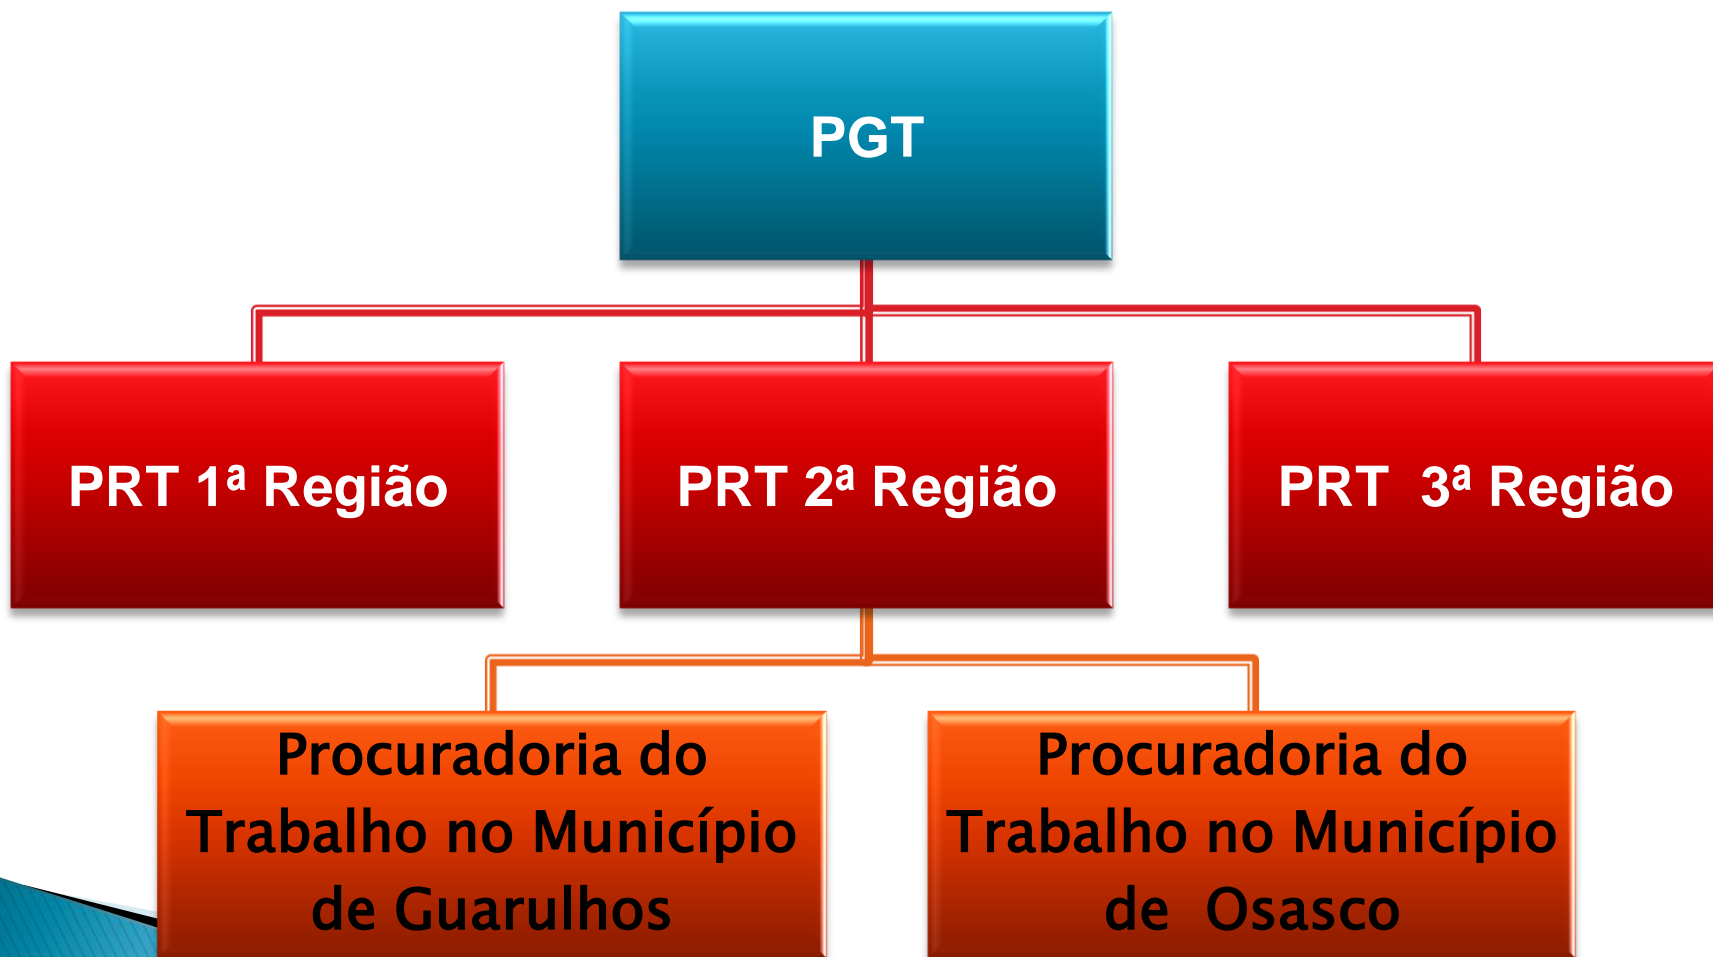 PGT
PRT 1ª Região
PRT 2ª Região
PRT 3ª Região
Procuradoria do
Trabalho no Município
de Guarulhos
Procuradoria do
Trabalho no Município
de Osasco